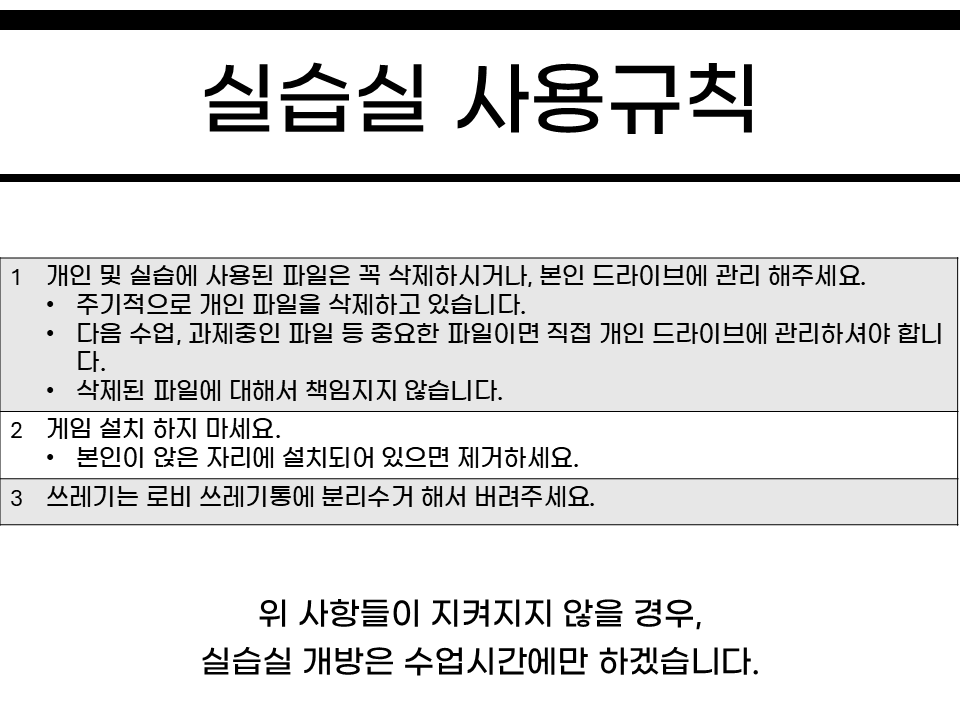 실습실 사용규칙
1 개인 및 실습에 사용된 파일은 꼭 삭제하시거나, 본인 드라이브에 관리 해주세요.
• 주기적으로 개인 파일을 삭제하고 있습니다.
• 다음 수업, 과제중인 파일 등 중요한 파일이면 직접 개인 드라이브에 관리하셔야 합니
다.
• 삭제된 파일에 대해서 책임지지 않습니다.
2 게임 설치 하지 마세요.
• 본인이 앉은 자리에 설치되어 있으면 제거하세요.
3 쓰레기는 로비 쓰레기통에 분리수거 해서 버려주세요.
위 사항들이 지켜지지 않을 경우,
실습실 개방은 수업시간에만 하겠습니다.